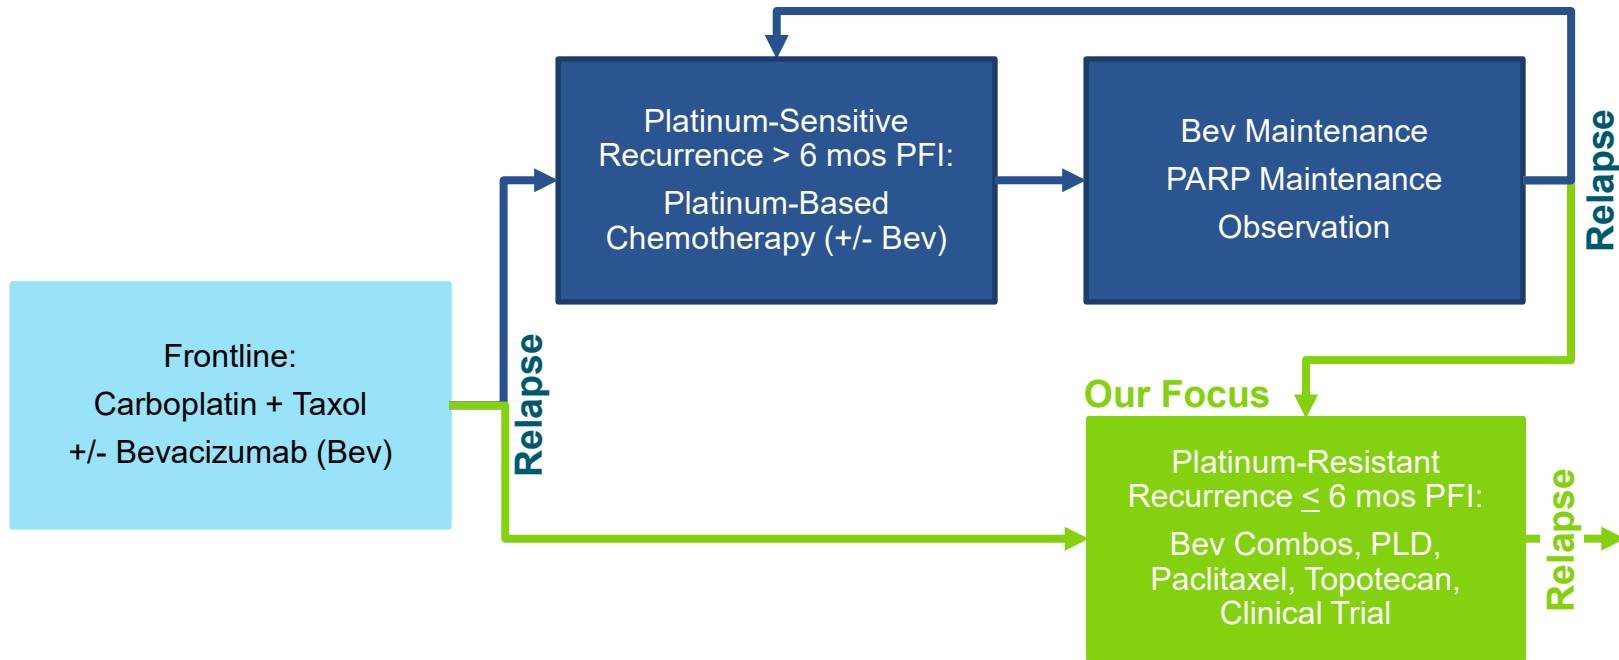 Frontline:
Carboplatin + Taxol
+/- Bevacizumab (Bev)
Relapse
Platinum-Sensitive
Recurrence > 6 mos PFI:
Platinum-Based
Chemotherapy (+/- Bev)
Bev Maintenance
PARP Maintenance
Observation
Relapse
Our Focus
Platinum-Resistant
Recurrence ≤ 6 mos PFI:
Bev Combos, PLD,
Paclitaxel, Topotecan,
Clinical Trial
Relapse